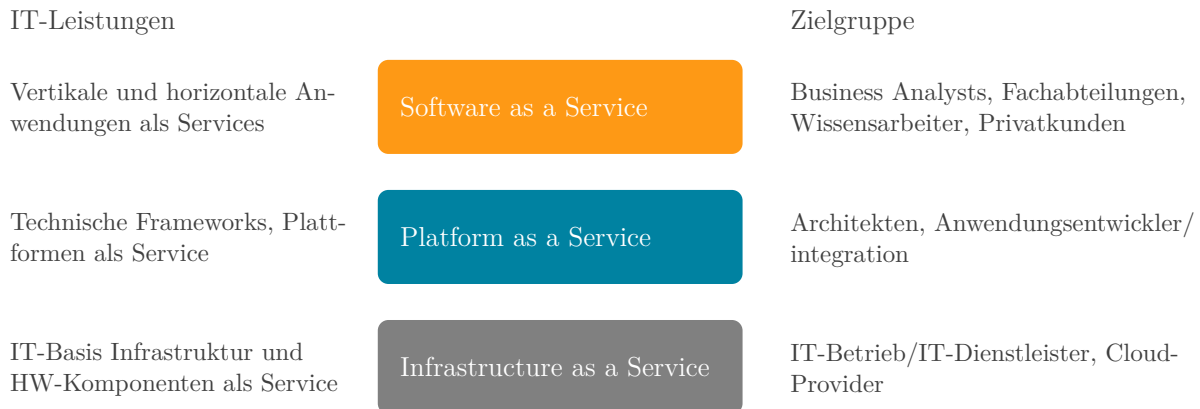 IT-Leistungen
Zielgruppe
Vertikale und horizontale An-
wendungen als Services
Software as a Service
Business Analysts, Fachabteilungen,
Wissensarbeiter, Privatkunden
Technische Frameworks, Platt-
formen als Service
Platform as a Service
Architekten, Anwendungsentwickler/
integration
IT-Basis Infrastruktur und
HW-Komponenten als Service
Infrastructure as a Service
IT-Betrieb/IT-Dienstleister, Cloud-
Provider